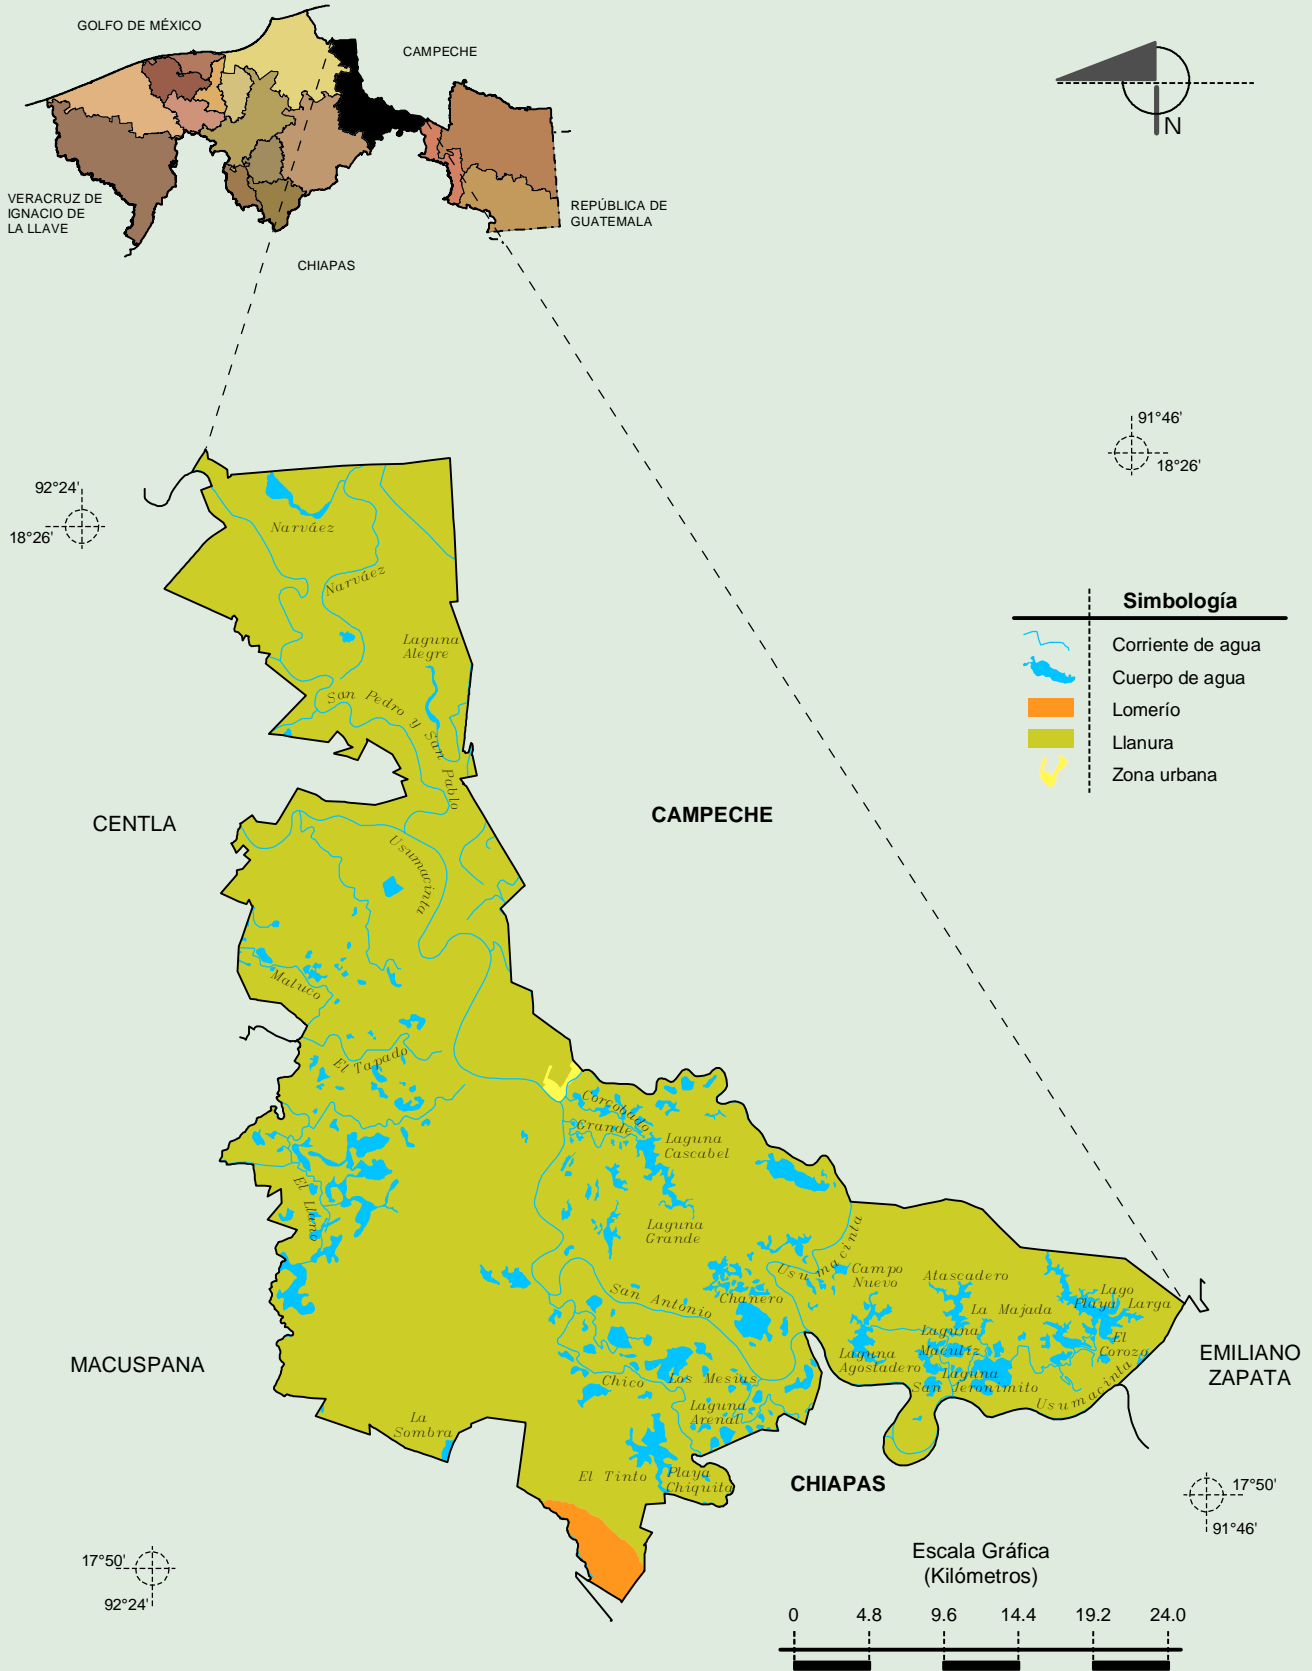 GOLFO DE MÉXICO
CAMPECHE
N
VERACRUZ DE
IGNACIO DE
LA LLAVE
REPÚBLICA DE
GUATEMALA
CHIAPAS
91°46'
18°26'
92°24'
18°26'
Narváez
Narváez
Laguna
Alegre
San Pedro y San Pablo
Simbología
Corriente de agua
Cuerpo de agua
Lomerío
Llanura
Zona urbana
CENTLA
CAMPECHE
Usumacinta
Maluco
El Tapado
Corcobado
Grande
Laguna
Cascabel
El Lleno
Laguna
Grande
Usumacinta
Campo
Nuevo
Atascadero
Lago
Playa Larga
San Antonio
Chanero
La Majada
Laguna
Maculiz
El
Corozo
Laguna
Agostadero
MACUSPANA
EMILIANO
ZAPATA
Chico
Los Mesias
Laguna
San Jeronimito
Usumacinta
Laguna
Arenal
La
Sombra
El Tinto
Playa
Chiquita
CHIAPAS
17°50'
91°46'
17°50'
92°24'
Escala Gráfica
(Kilómetros)
0 4.8 9.6 14.4 19.2 24.0